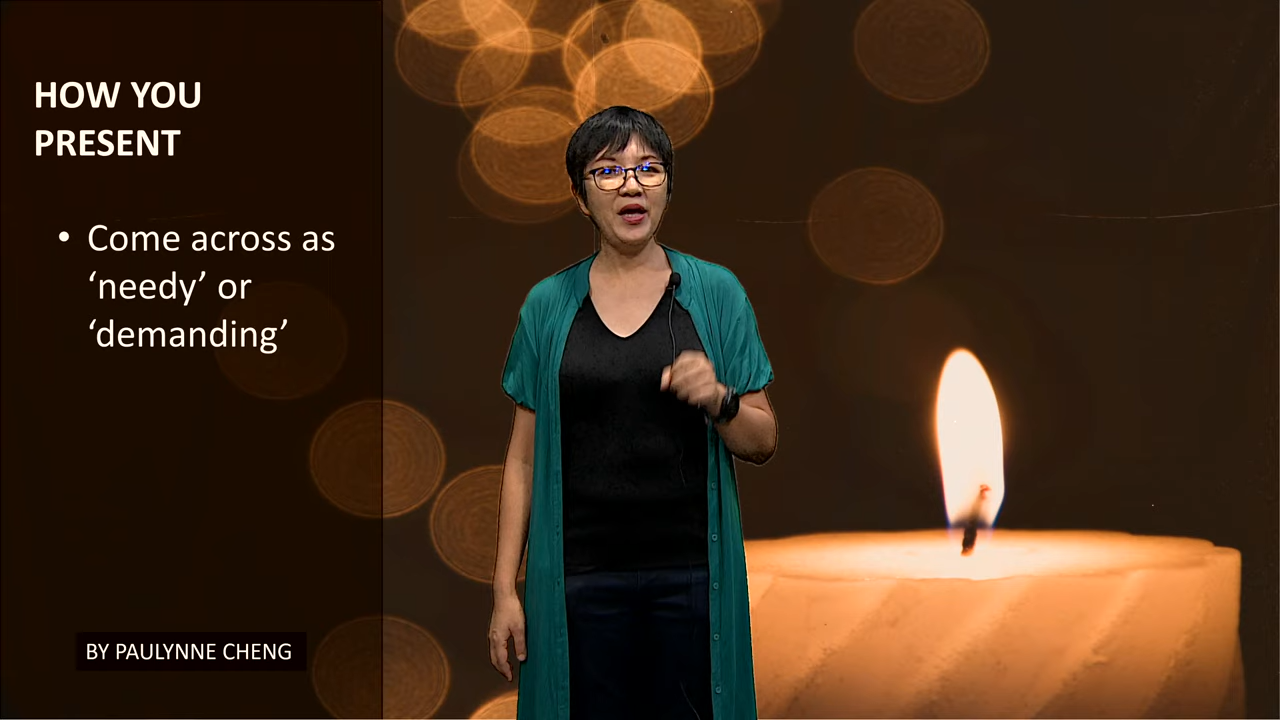 HOW YOU
PRESENT
• Come across as
‘needy’ or
‘demanding’
BY PAULYNNE CHENG